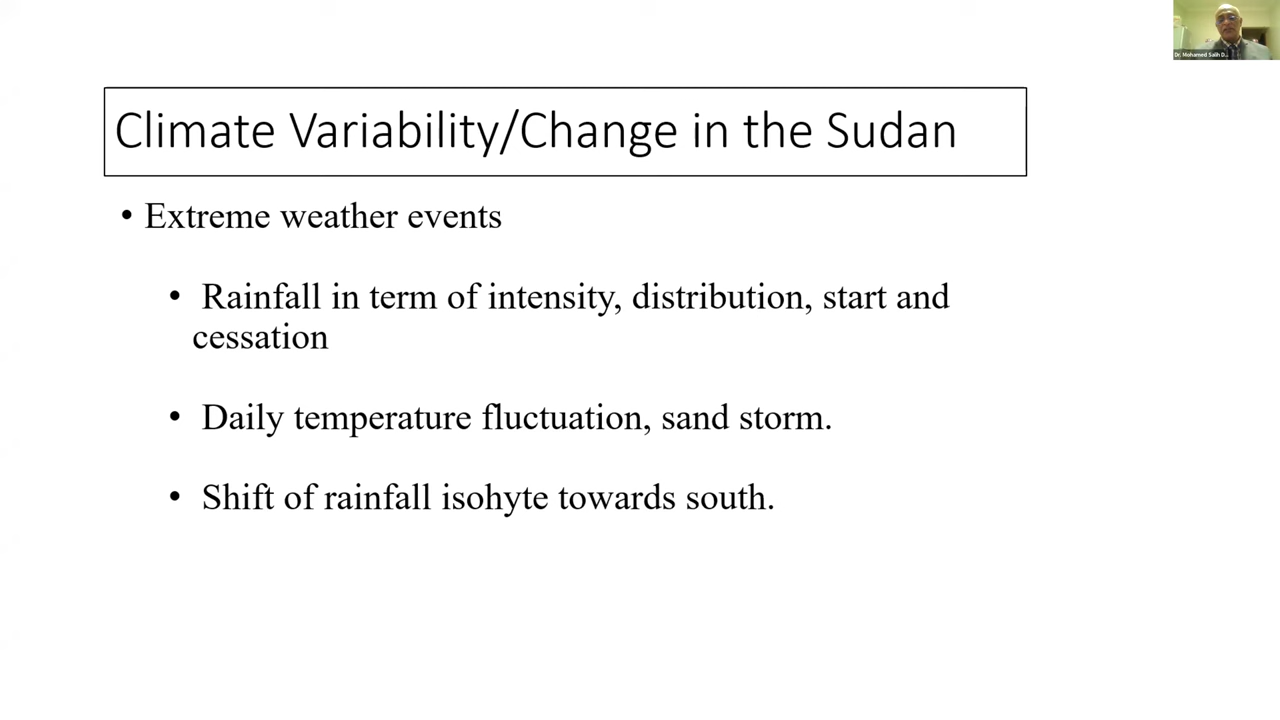 Dr. Mohamed Salih D...
Climate Variability/Change in the Sudan
• Extreme weather events
• Rainfall in term of intensity, distribution, start and
cessation
• Daily temperature fluctuation, sand storm.
• Shift of rainfall isohyte towards south.